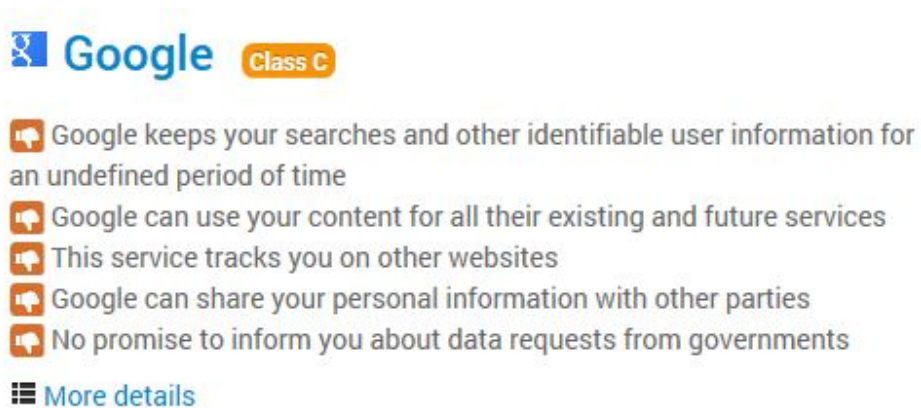 Google Class C
Google keeps your searches and other identifiable user information for
an undefined period of time
Google can use your content for all their existing and future services
This service tracks you on other websites
Google can share your personal information with other parties
No promise to inform you about data requests from governments
More details